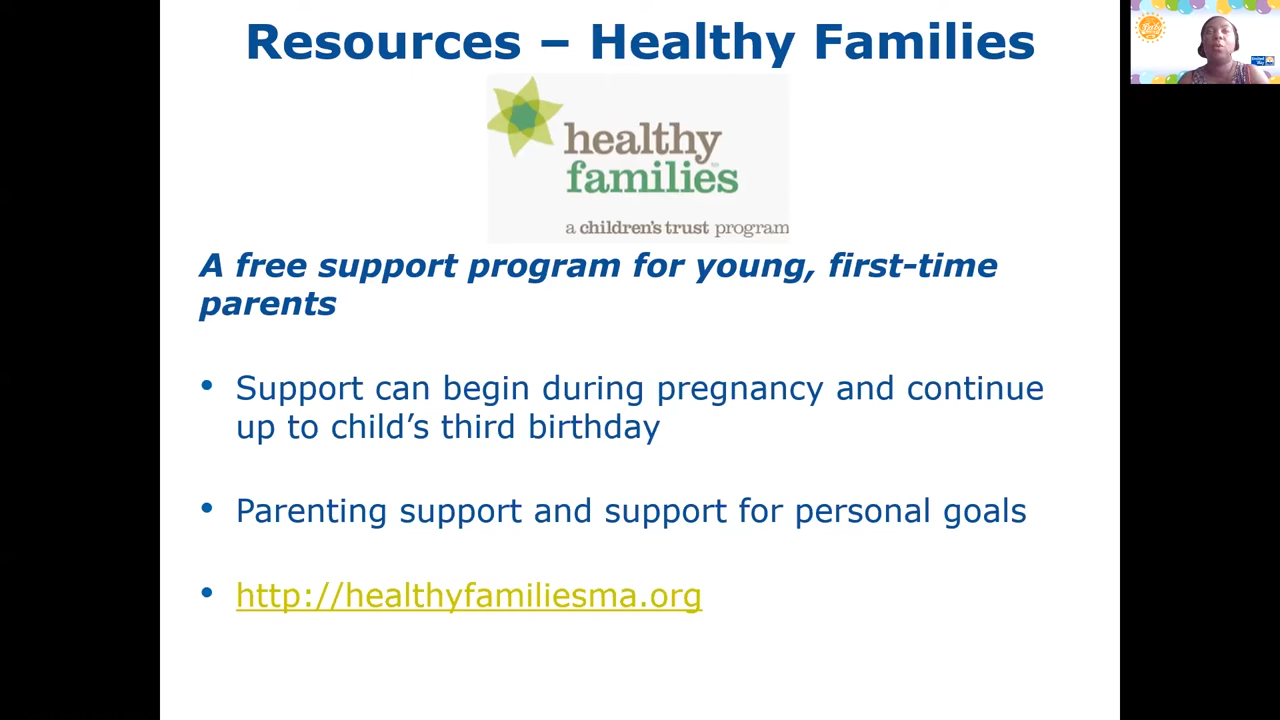 Resources – Healthy Families
healthy
families
a children's trust program
A free support program for young, first-time
parents
• Support can begin during pregnancy and continue
up to child’s third birthday
• Parenting support and support for personal goals
• http://healthyfamiliesma.org
United
Way